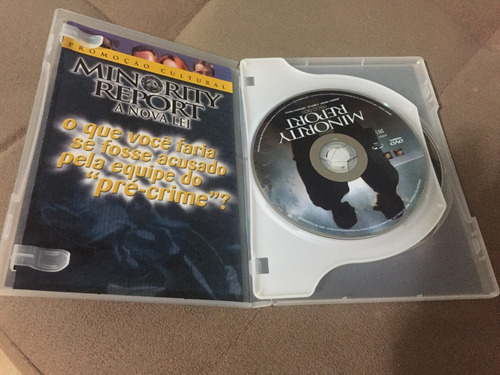 PROMOÇÃO CULTURAL
MINORITY
REPORT
A NOVA LEI
O que você faria
se fosse acusado
pela equipe do
"pré-crime"?
MINORITY
REPORT
DVD